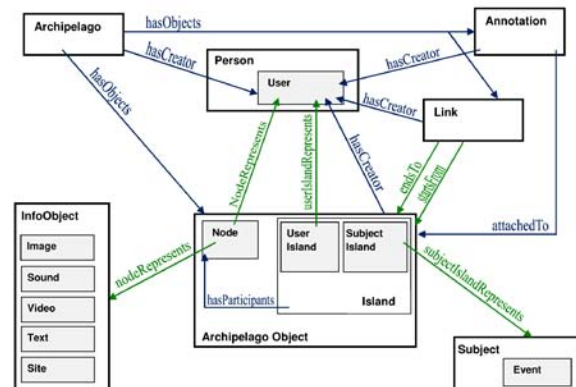 Archipelago
hasObjects
Annotation
hasCreator
Person
User
hasCreator
hasCreator
Link
hasObjects
NodeRepresents
userIslandRepresents
hasCreator
endsTo
startsFrom
attachedTo
InfoObject
Image
Sound
Video
Text
Site
nodeRepresents
Node
User
Island
Subject
Island
subjectIslandRepresents
hasParticipants
Island
Archipelago Object
Subject
Event